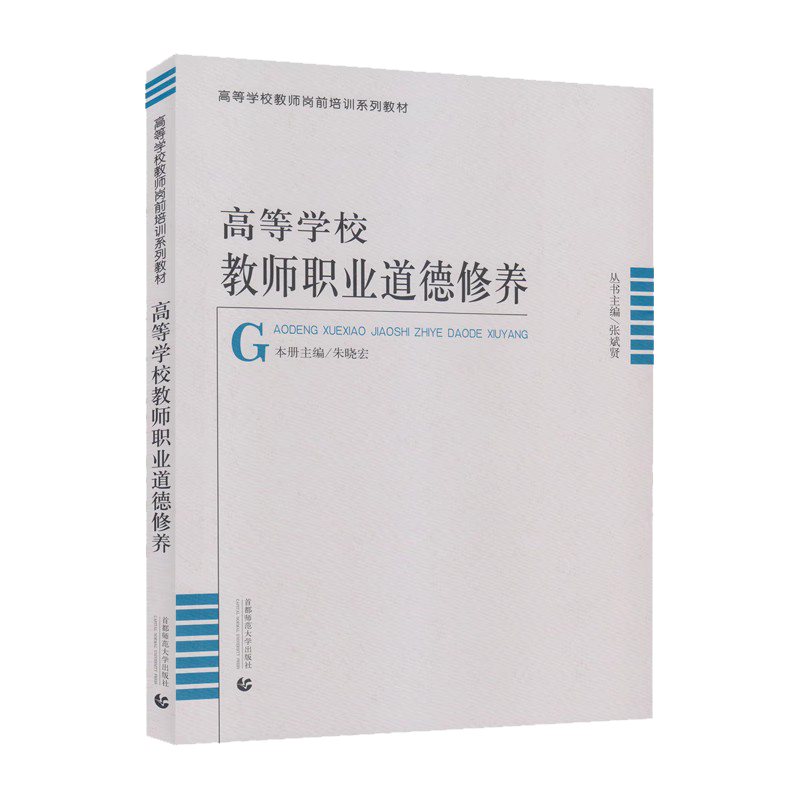 高等学校教师岗前培训系列教材
高等学校
教师职业道德修养
GAODENG XUEXIAO JIAOSHI ZHIYE DAODE XIUYANG
本册主编/朱晓宏
丛书主编/张斌贤
首都师范大学出版社
高等学校教师岗前培训系列教材
高等学校教师职业道德修养
首都师范大学出版社